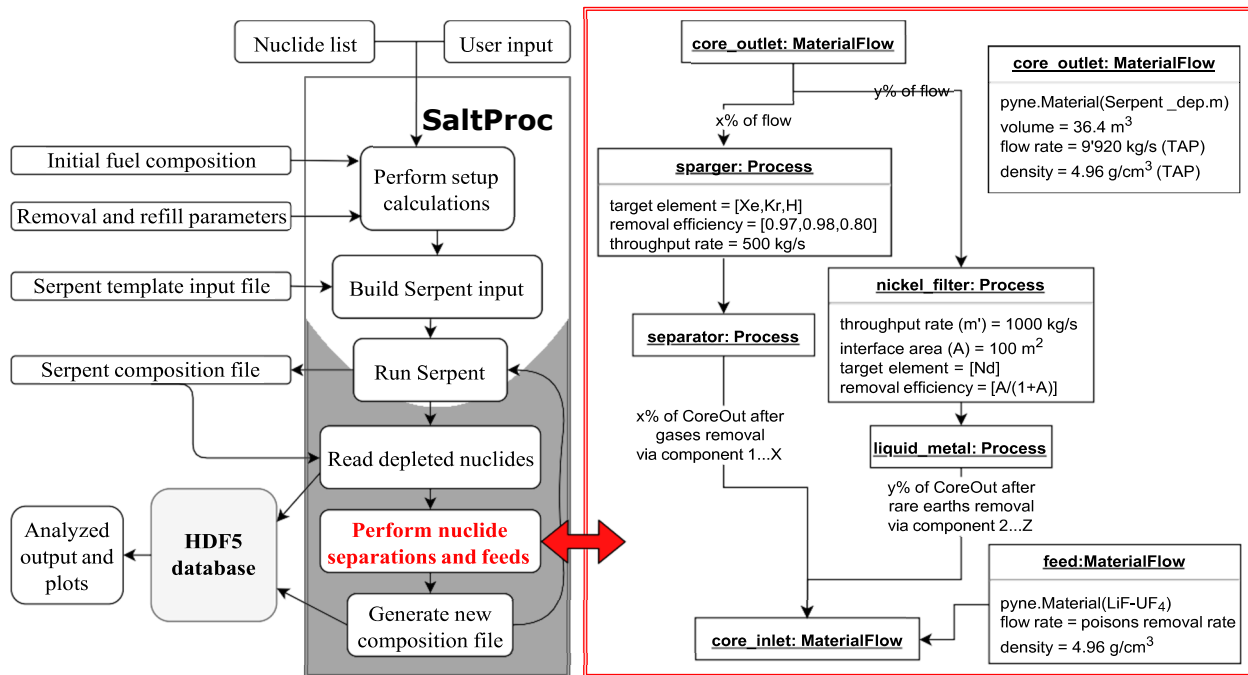 Nuclide list
User input
SaltProc
Initial fuel composition
Removal and refill parameters
Serpent template input file
Serpent composition file
Perform setup
calculations
Build Serpent input
Run Serpent
Read depleted nuclides
Perform nuclide
separations and feeds
Generate new
composition file
HDF5
database
Analyzed
output and
plots
core_outlet: MaterialFlow
x% of flow
y% of flow
core_outlet: MaterialFlow
pyne.Material(Serpent _dep.m)
volume = 36.4 m³
flow rate = 9'920 kg/s (TAP)
density = 4.96 g/cm³ (TAP)
sparger: Process
target element = [Xe,Kr,H]
removal efficiency = [0.97,0.98,0.80]
throughput rate = 500 kg/s
separator: Process
x% of CoreOut after
gases removal
via component 1...X
nickel_filter: Process
throughput rate (m') = 1000 kg/s
interface area (A) = 100 m²
target element = [Nd]
removal efficiency = [A/(1+A)]
liquid_metal: Process
y% of CoreOut after
rare earths removal
via component 2...Z
feed:MaterialFlow
pyne.Material(LiF-UF₄)
flow rate = poisons removal rate
density = 4.96 g/cm³
core_inlet: MaterialFlow